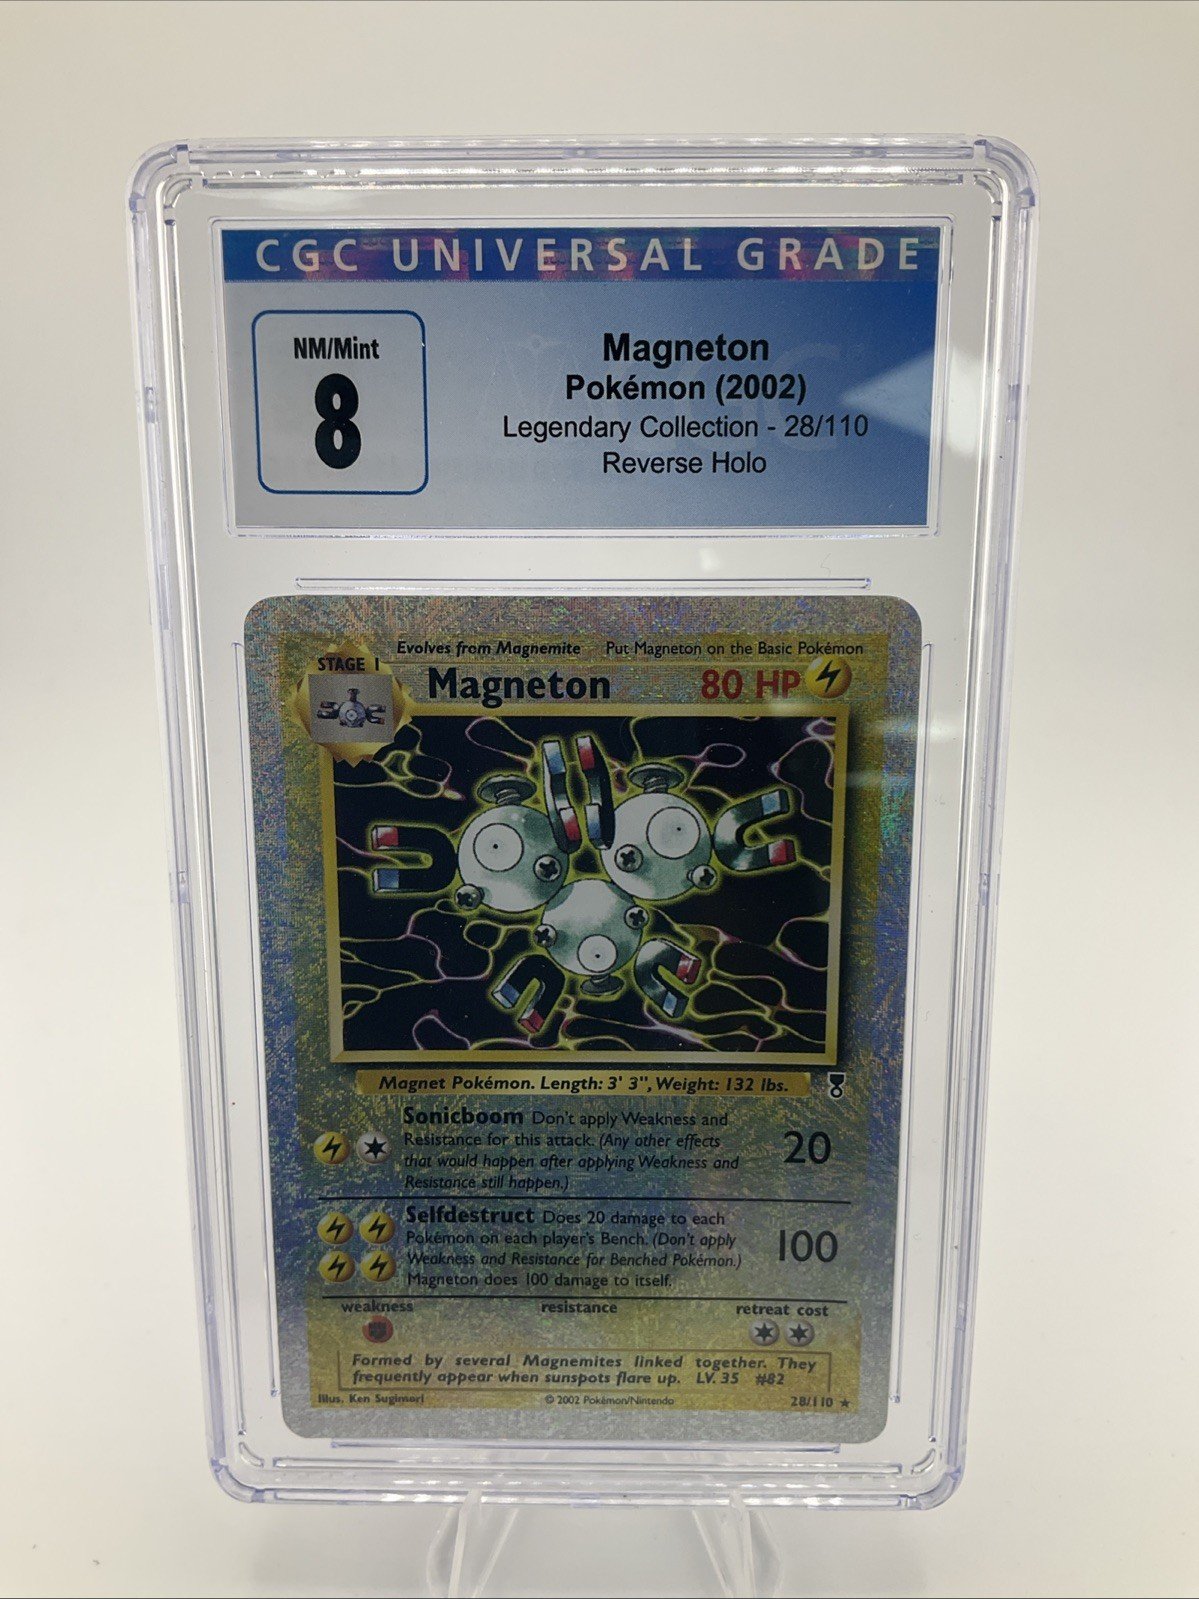 CGC UNIVERSAL GRADE
NM/Mint
8
Magneton
Pokémon (2002)
Legendary Collection - 28/110
Reverse Holo
Evolves from Magnemite Put Magneton on the Basic Pokémon
STAGE 1
Magneton 80 HP
Magnet Pokémon. Length: 3' 3", Weight: 132 lbs.
Sonicboom Don't apply Weakness and
Resistance for this attack. (Any other effects
that would happen after applying Weakness and
Resistance still happen.)
20
Selfdestruct Does 20 damage to each
Pokémon on each player's Bench. (Don't apply
Weakness and Resistance for Benched Pokémon.)
Magneton does 100 damage to itself.
100
weakness resistance retreat cost
Formed by several Magnemites linked together. They
frequently appear when sunspots flare up. LV. 35 #82
Illus. Ken Sugimori © 2002 Pokémon/Nintendo 28/110 ★